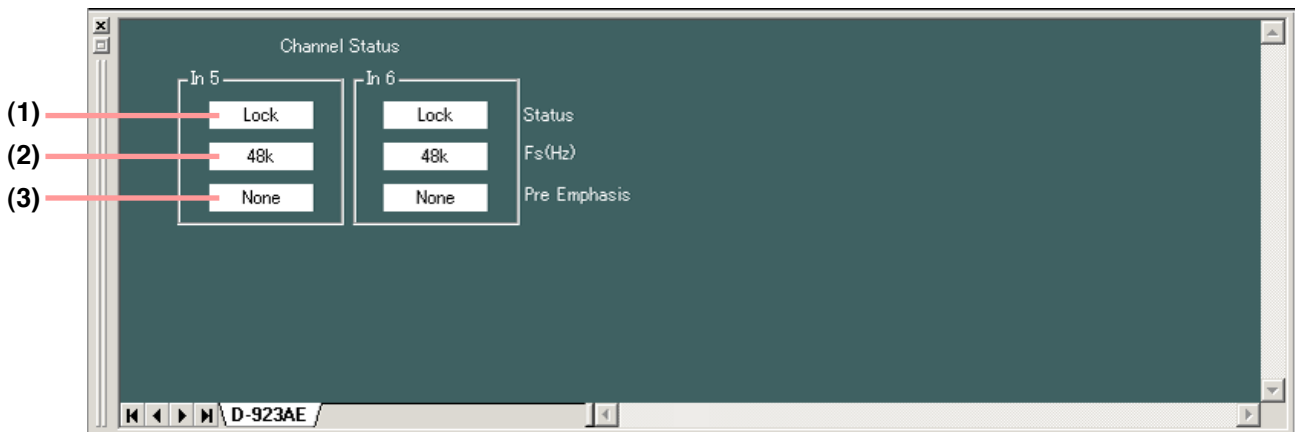 Channel Status
In 5 In 6
(1) Lock Lock Status
(2) 48k 48k Fs(Hz)
(3) None None Pre Emphasis
D-923AE